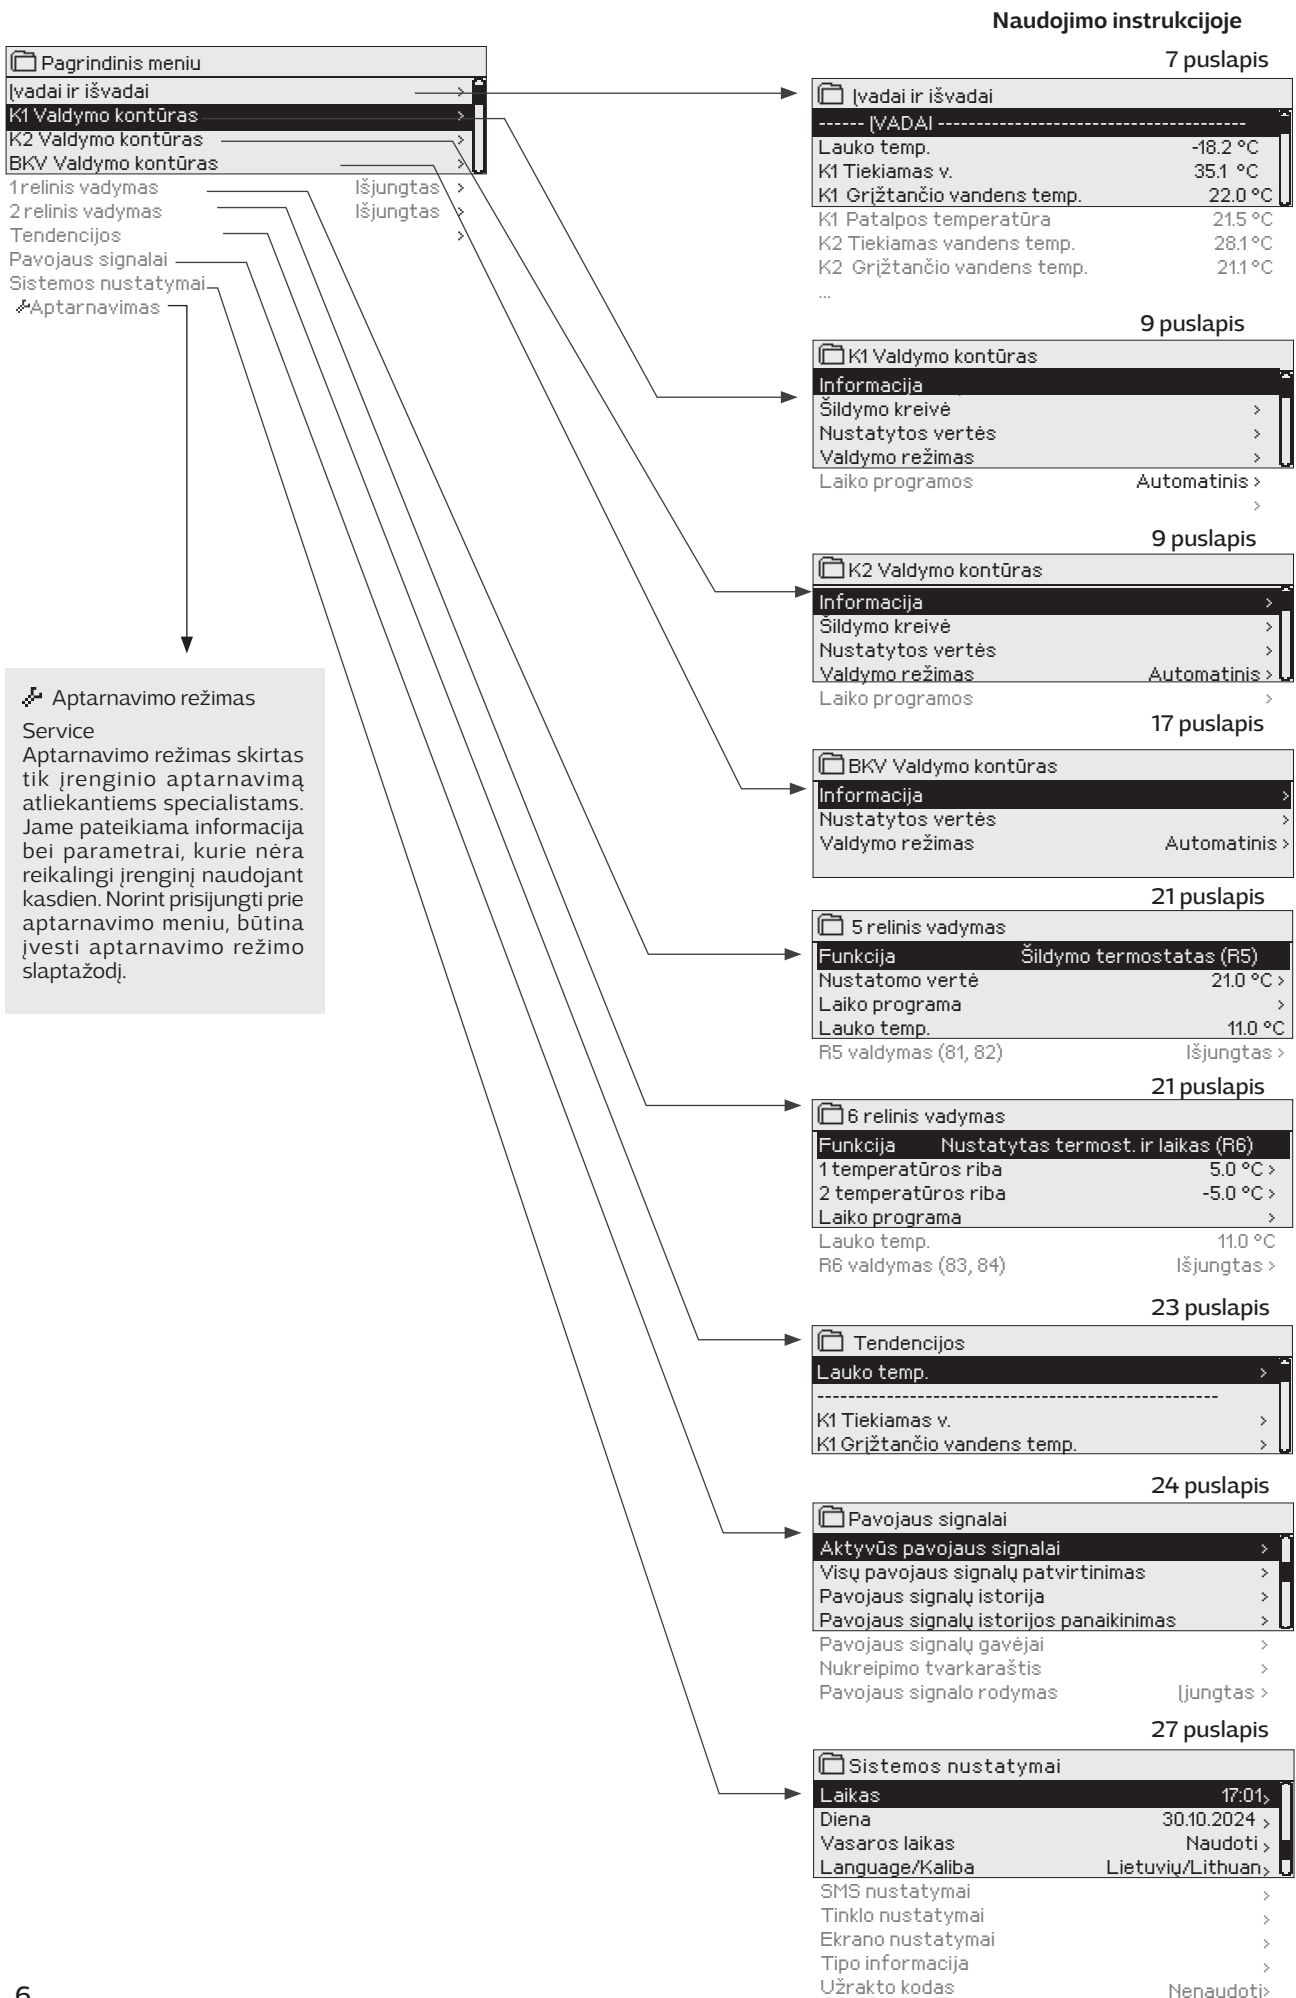 Naudojimo instrukcijoje
Pagrindinis meniu
Įvadai ir išvadai >
K1 Valdymo kontūras >
K2 Valdymo kontūras >
BKV Valdymo kontūras >
1 relinis vadymas Išjungtas >
2 relinis vadymas Išjungtas >
Tendencijos >
Pavojaus signalai
Sistemos nustatymai
Aptarnavimas
Aptarnavimo režimas
Service
Aptarnavimo režimas skirtas
tik įrenginio aptarnavimą
atliekantiems specialistams.
Jame pateikiama informacija
bei parametrai, kurie nėra
reikalingi įrenginį naudojant
kasdien. Norint prisijungti prie
aptarnavimo meniu, būtina
įvesti aptarnavimo režimo
slaptažodį.
7 puslapis
Įvadai ir išvadai
------ ĮVADAI ----------------------------------------
Lauko temp. -18.2 °C
K1 Tiekiamas v. 35.1 °C
K1 Grįžtančio vandens temp. 22.0 °C
K1 Patalpos temperatūra 21.5 °C
K2 Tiekiamas vandens temp. 28.1 °C
K2 Grįžtančio vandens temp. 21.1 °C
...
9 puslapis
K1 Valdymo kontūras
Informacija
Šildymo kreivė >
Nustatytos vertės >
Valdymo režimas >
Laiko programos Automatinis >
>
9 puslapis
K2 Valdymo kontūras
Informacija >
Šildymo kreivė >
Nustatytos vertės >
Valdymo režimas Automatinis >
Laiko programos >
17 puslapis
BKV Valdymo kontūras
Informacija >
Nustatytos vertės >
Valdymo režimas Automatinis >
21 puslapis
5 relinis vadymas
Funkcija Šildymo termostatas (R5)
Nustatomo vertė 21.0 °C >
Laiko programa >
Lauko temp. 11.0 °C
R5 valdymas (81, 82) Išjungtas >
21 puslapis
6 relinis vadymas
Funkcija Nustatytas termost. ir laikas (R6)
1 temperatūros riba 5.0 °C >
2 temperatūros riba -5.0 °C >
Laiko programa >
Lauko temp. 11.0 °C
R6 valdymas (83, 84) Išjungtas >
23 puslapis
Tendencijos
Lauko temp. >
----------------------------------------------------
K1 Tiekiamas v. >
K1 Grįžtančio vandens temp. >
24 puslapis
Pavojaus signalai
Aktyvūs pavojaus signalai >
Visų pavojaus signalų patvirtinimas >
Pavojaus signalų istorija >
Pavojaus signalų istorijos panaikinimas >
Pavojaus signalų gavėjai >
Nukreipimo tvarkaraštis >
Pavojaus signalo rodymas Įjungtas >
27 puslapis
Sistemos nustatymai
Laikas 17:01 >
Diena 30.10.2024 >
Vasaros laikas Naudoti >
Language/Kaliba Lietuvių/Lithuan >
SMS nustatymai >
Tinklo nustatymai >
Ekrano nustatymai >
Tipo informacija >
Užrakto kodas Nenaudoti>
6